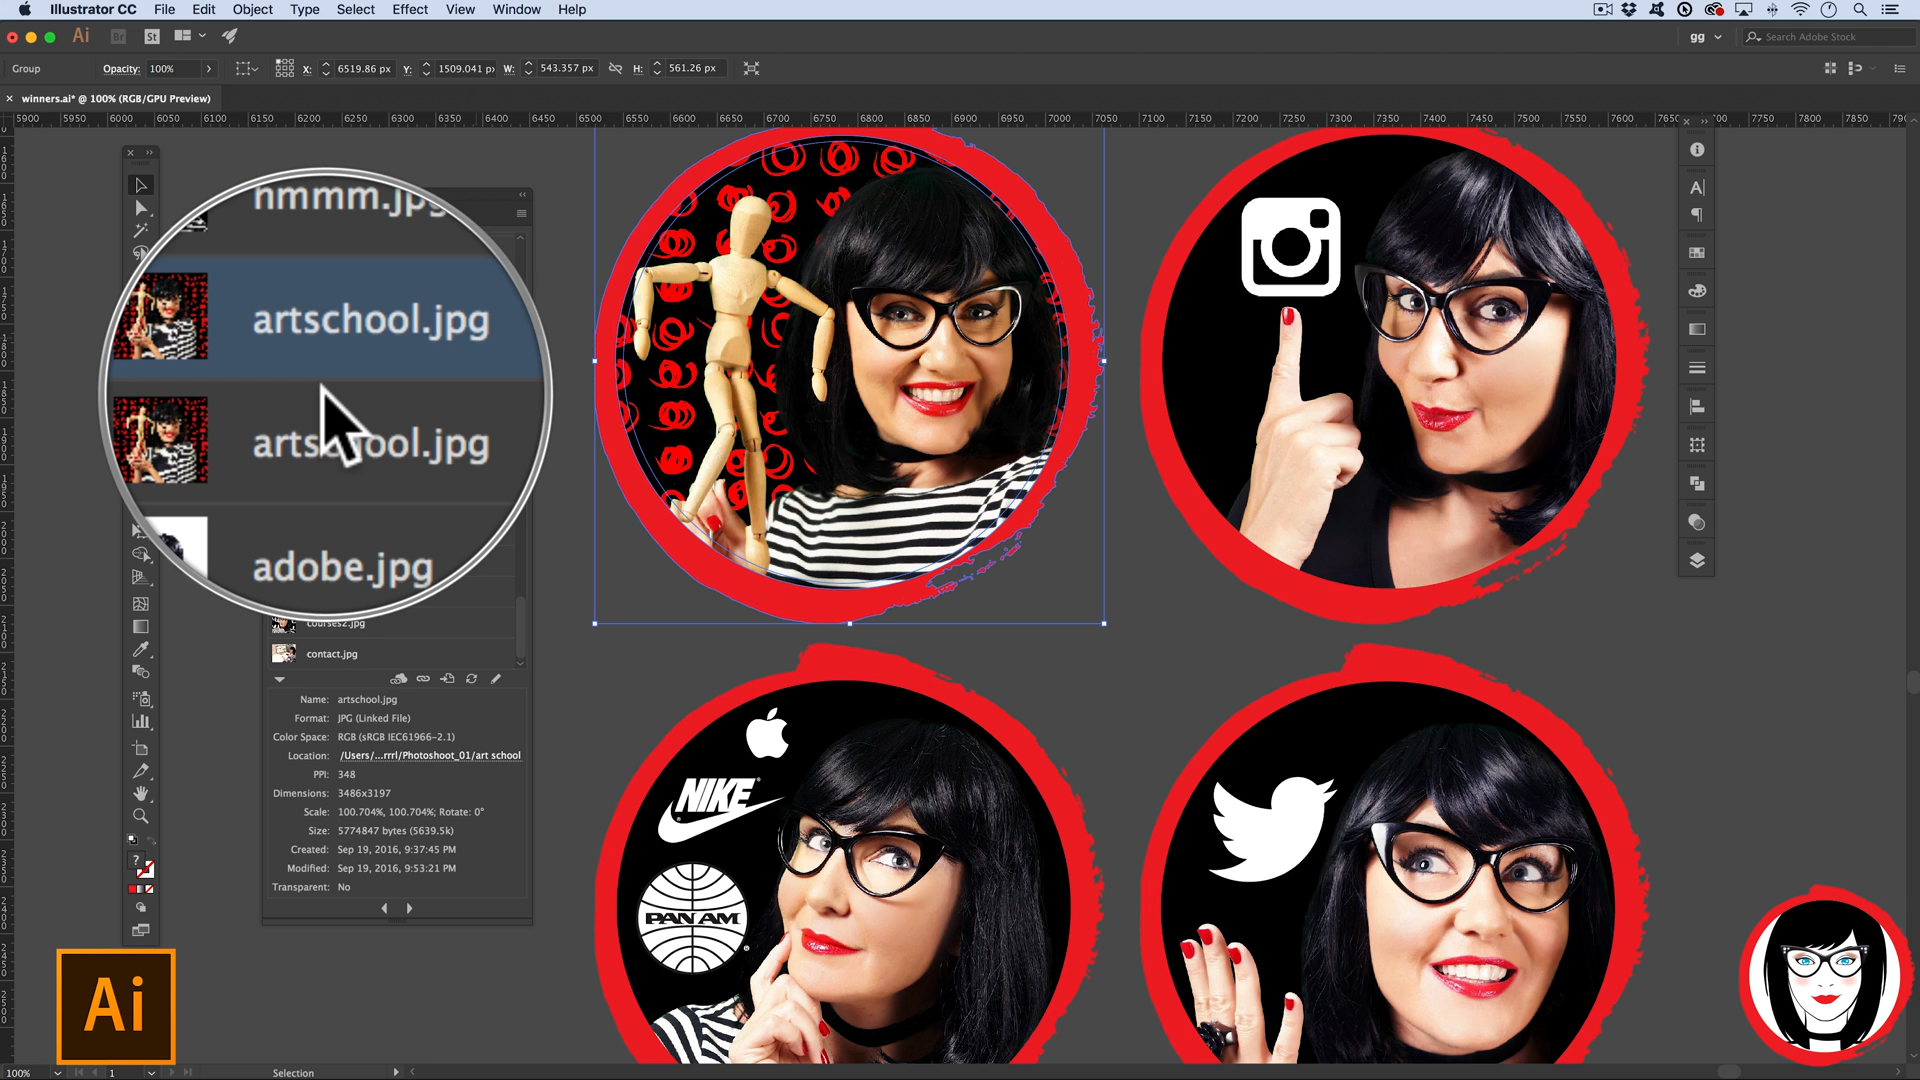 Illustrator CC File Edit Object Type Select Effect View Window Help
Ai Br St gg Search Adobe Stock
Group Opacity: 100% X: 6519.86 px Y: 1509.041 px W: 543.357 px H: 561.26 px
winners.ai* @ 100% (RGB/GPU Preview)
5900 5950 6000 6050 6100 6150 6200 6250 6300 6350 6400 6450 6500 6550 6600 6650 6700 6750 6800 6850 6900 6950 7000 7050 7100 7150 7200 7250 7300 7350 7400 7450 7500 7550 7600 7650 7750 7800 7850
hmmm.jpg
artschool.jpg
artschool.jpg
adobe.jpg
courses2.jpg
contact.jpg
Name: artschool.jpg
Format: JPG (Linked File)
Color Space: RGB (sRGB IEC61966-2.1)
Location: /Users/...rrrl/Photoshoot_01/art school
PPI: 348
Dimensions: 3486x3197
Scale: 100.704%, 100.704%; Rotate: 0°
Size: 5774847 bytes (5639.5k)
Created: Sep 19, 2016, 9:37:45 PM
Modified: Sep 19, 2016, 9:53:21 PM
Transparent: No
NIKE
PAN AM
Ai
100% 1 Selection